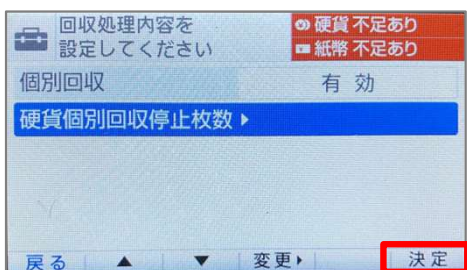 回収処理内容を
設定してください
硬貨 不足あり
紙幣 不足あり
個別回収 有効
硬貨個別回収停止枚数▶
戻る ▲ ▼ 変更▶ 決定